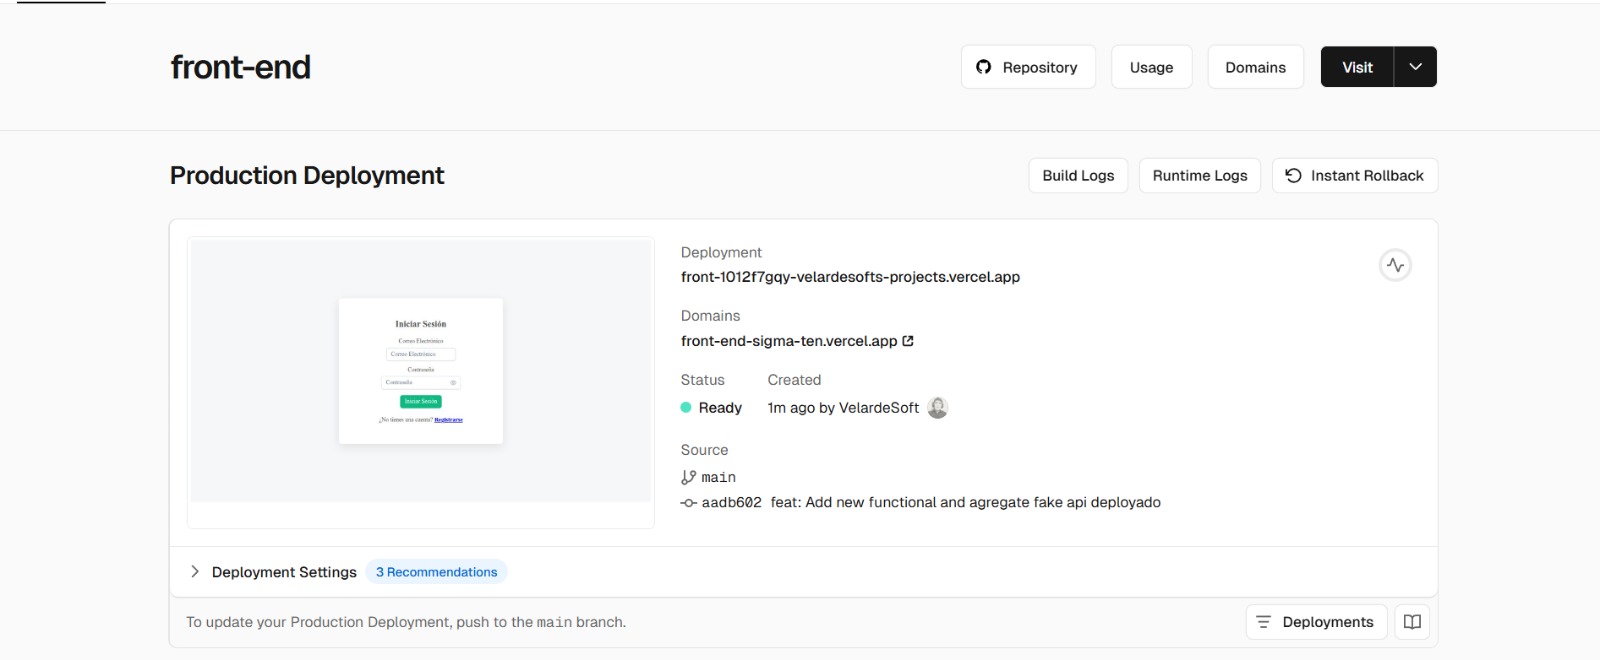 front-end
Repository
Usage
Domains
Visit
Production Deployment
Build Logs
Runtime Logs
Instant Rollback
Iniciar Sesión
Correo Electrónico
Correo Electrónico
Contraseña
Contraseña
Iniciar Sesión
¿No tienes una cuenta? Regístrarse
Deployment
front-1012f7gqy-velardesofts-projects.vercel.app
Domains
front-end-sigma-ten.vercel.app
Status Created
Ready 1m ago by VelardeSoft
Source
main
aadb602 feat: Add new functional and agregate fake api deployado
Deployment Settings 3 Recommendations
To update your Production Deployment, push to the main branch.
Deployments